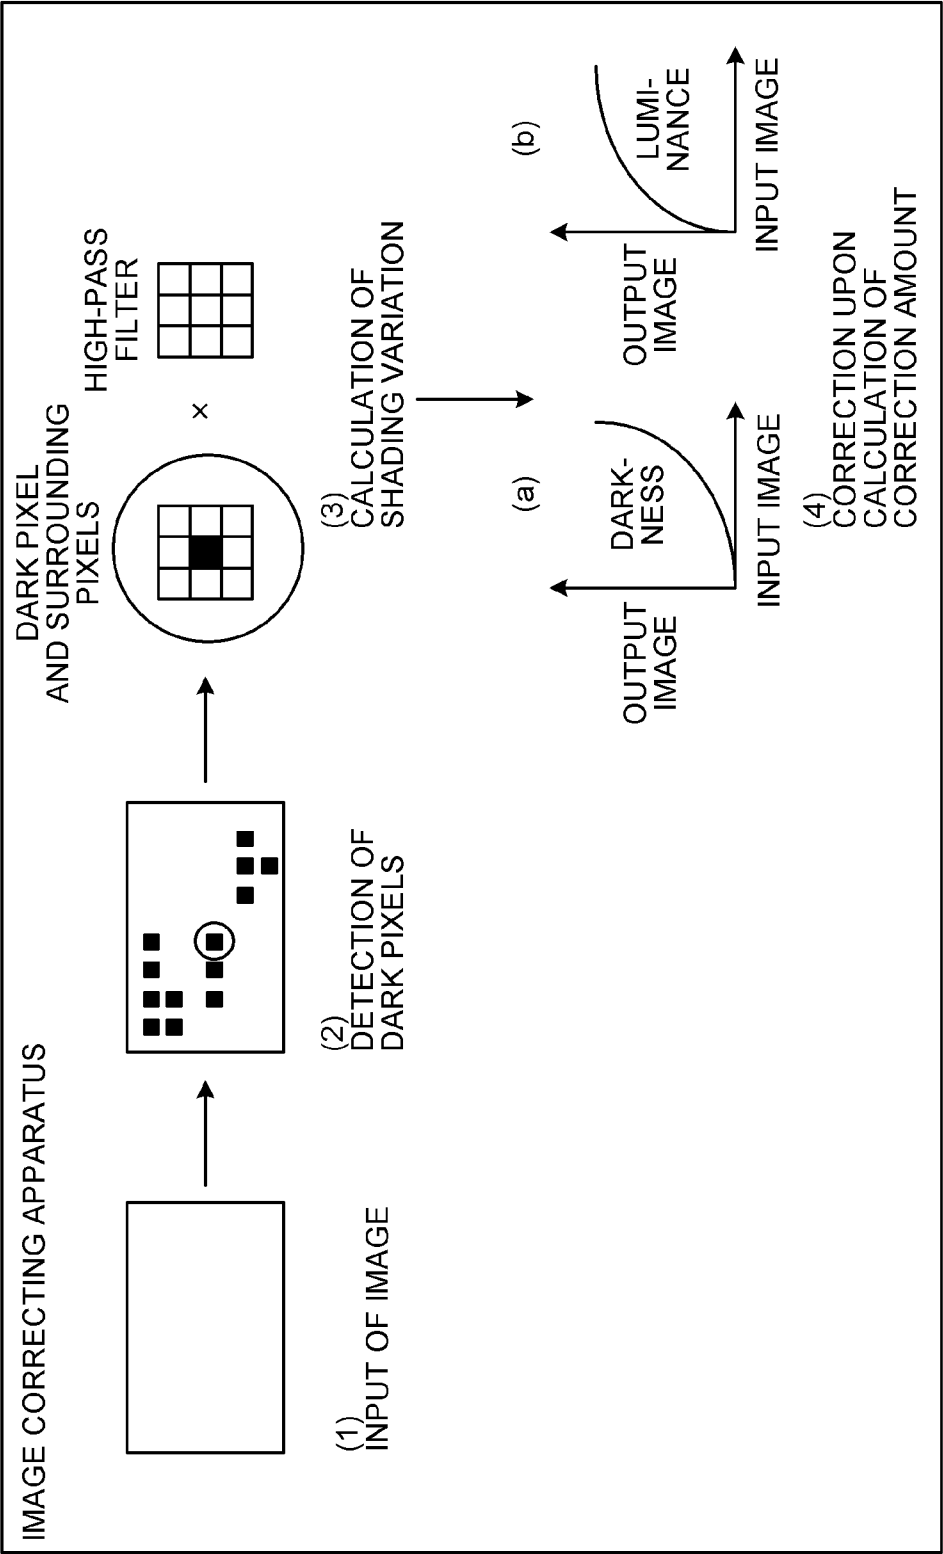 IMAGE CORRECTING APPARATUS
(1)
INPUT OF IMAGE
(2)
DETECTION OF
DARK PIXELS
DARK PIXEL
AND SURROUNDING
PIXELS
×
HIGH-PASS
FILTER
(3)
CALCULATION OF
SHADING VARIATION
(a)
OUTPUT
IMAGE
DARK-
NESS
INPUT IMAGE
(b)
OUTPUT
IMAGE
LUMI-
NANCE
INPUT IMAGE
(4)
CORRECTION UPON
CALCULATION OF
CORRECTION AMOUNT